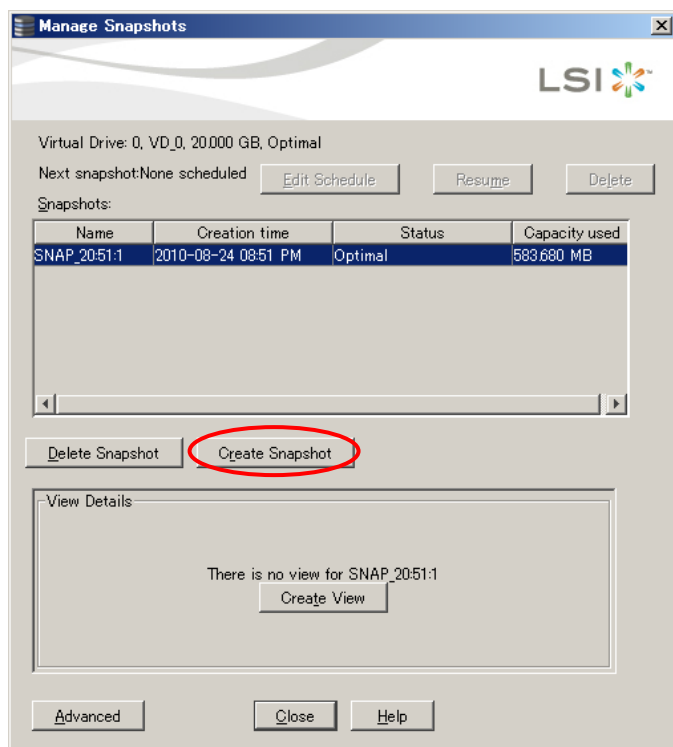 Manage Snapshots
LSI
Virtual Drive: 0, VD_0, 20.000 GB, Optimal
Next snapshot:None scheduled Edit Schedule Resume Delete
Snapshots:
Name Creation time Status Capacity used
SNAP_20:51:1 2010-08-24 08:51 PM Optimal 583.680 MB
Delete Snapshot Create Snapshot
View Details
There is no view for SNAP_20:51:1
Create View
Advanced Close Help